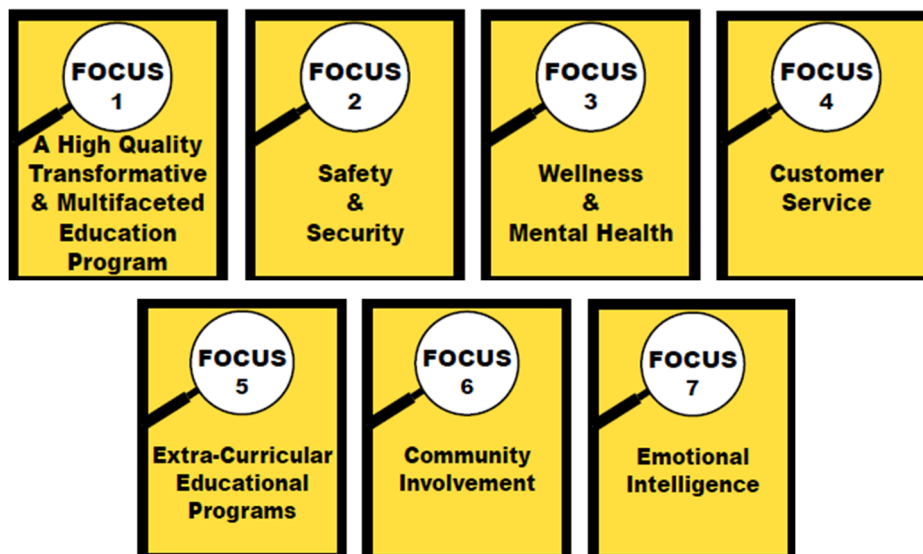 FOCUS
1
A High Quality
Transformative
& Multifaceted
Education
Program
FOCUS
2
Safety
&
Security
FOCUS
3
Wellness
&
Mental Health
FOCUS
4
Customer
Service
FOCUS
5
Extra-Curricular
Educational
Programs
FOCUS
6
Community
Involvement
FOCUS
7
Emotional
Intelligence